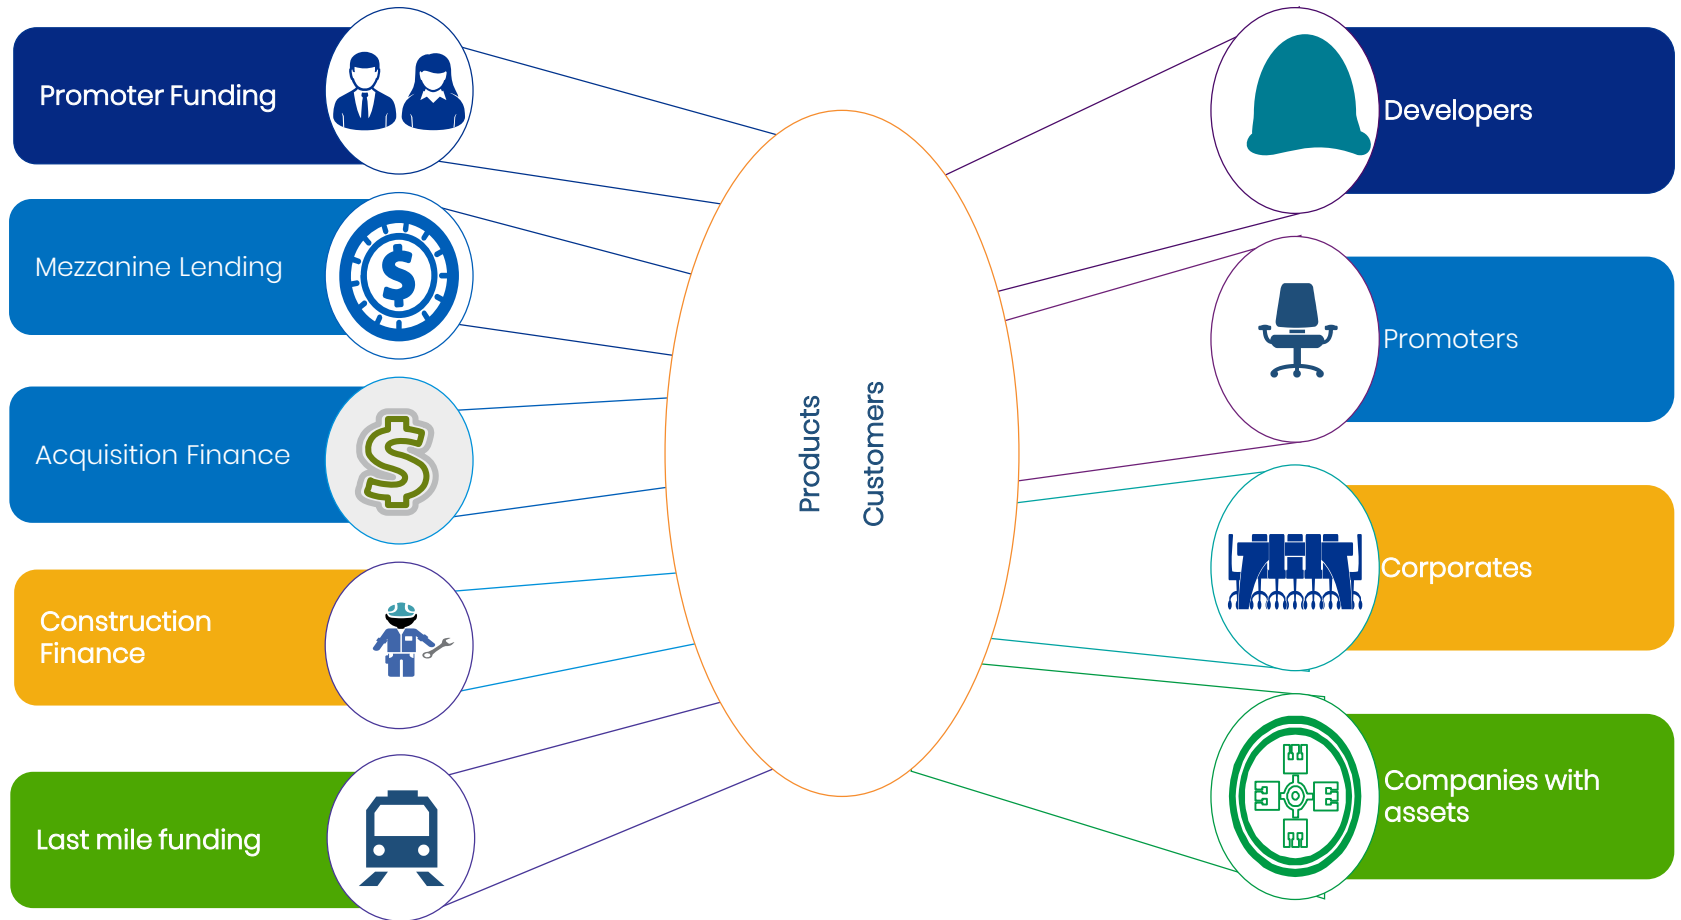 Promoter Funding
Mezzanine Lending
Acquisition Finance
Construction
Finance
Last mile funding
Products
Customers
Developers
Promoters
Corporates
Companies with
assets